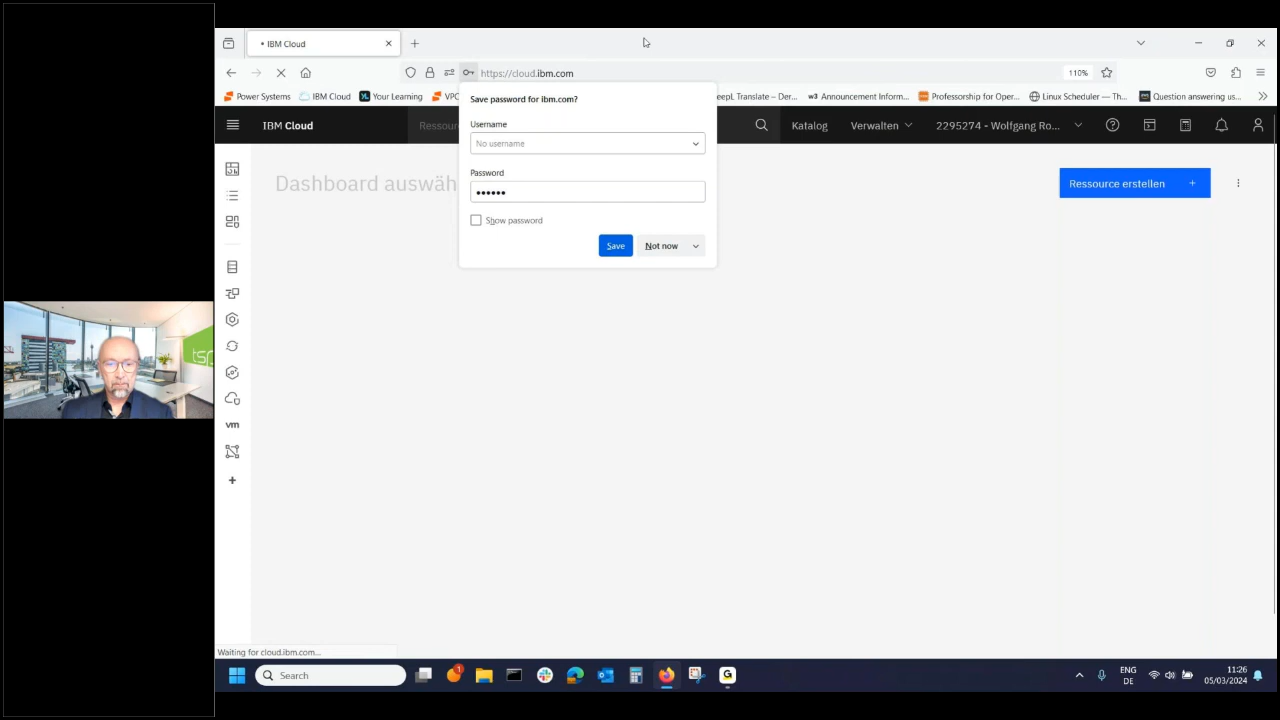 IBM Cloud
https://cloud.ibm.com
110%
Power Systems
IBM Cloud
Your Learning
VPC
eepL Translate – Der...
w3 Announcement Inform...
Professorship for Oper...
Linux Scheduler — Th...
Question answering us...
IBM Cloud
Ressour
Katalog
Verwalten
2295274 - Wolfgang Ro...
Save password for ibm.com?
Username
No username
Password
Show password
Save
Not now
Dashboard auswäh
Ressource erstellen +
vm
tsp
Waiting for cloud.ibm.com...
Search
1
G
ENG
DE
11:26
05/03/2024